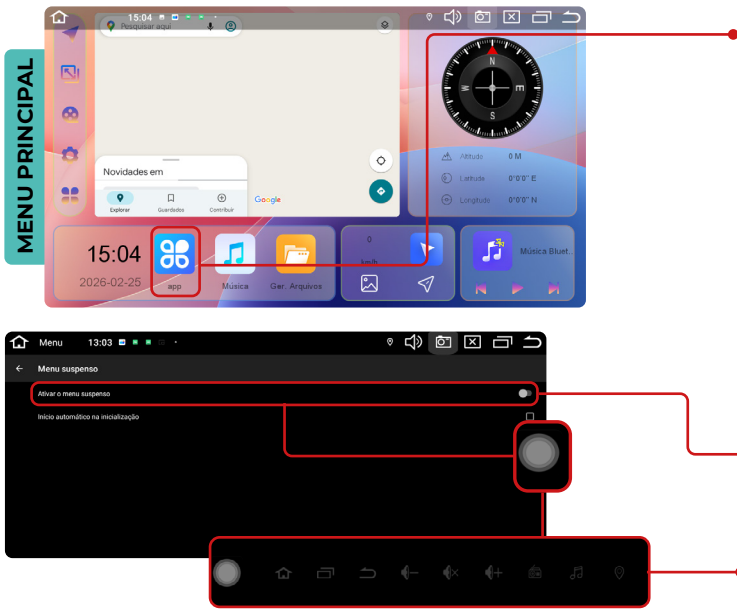 MENU PRINCIPAL
15:04
Pesquisar aqui
N
W
E
S
Novidades em
Explorar
Guardados
Contribuir
Google
Altitude 0 M
Latitude 0°0'0" E
Longitude 0°0'0" N
15:04
2026-02-25
app
Música
Ger. Arquivos
0
km/h
Música Bluet..
Menu 13:03
Menu suspenso
Ativar o menu suspenso
Início automático na inicialização